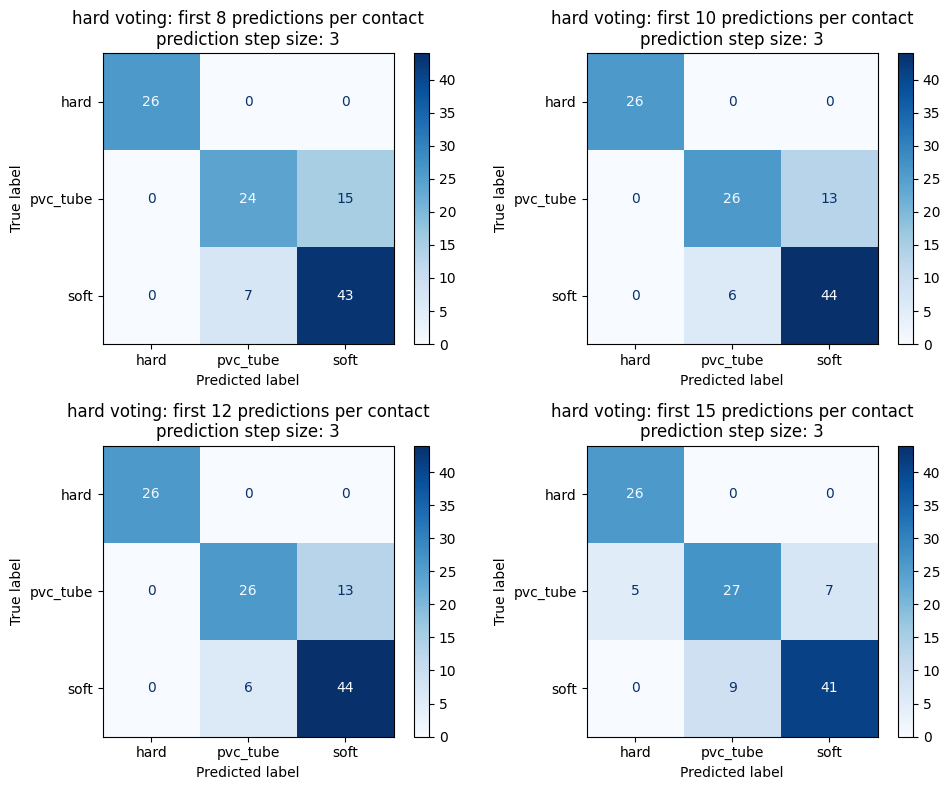 hard voting: first 8 predictions per contact
prediction step size: 3
hard
pvc_tube
soft
True label
26 0 0
0 24 15
0 7 43
hard pvc_tube soft
Predicted label
40
35
30
25
20
15
10
5
0
hard voting: first 10 predictions per contact
prediction step size: 3
hard
pvc_tube
soft
True label
26 0 0
0 26 13
0 6 44
hard pvc_tube soft
Predicted label
40
35
30
25
20
15
10
5
0
hard voting: first 12 predictions per contact
prediction step size: 3
hard
pvc_tube
soft
True label
26 0 0
0 26 13
0 6 44
hard pvc_tube soft
Predicted label
40
35
30
25
20
15
10
5
0
hard voting: first 15 predictions per contact
prediction step size: 3
hard
pvc_tube
soft
True label
26 0 0
5 27 7
0 9 41
hard pvc_tube soft
Predicted label
40
35
30
25
20
15
10
5
0